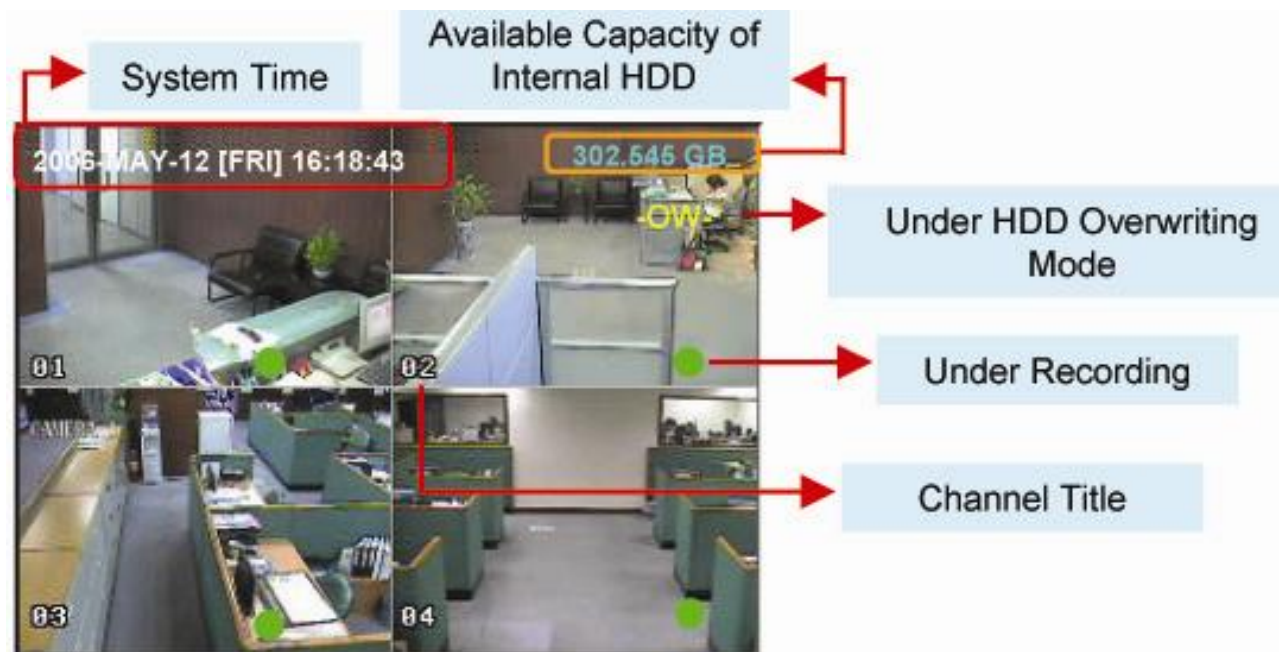 System Time
Available Capacity of
Internal HDD
2006-MAY-12 [FRI] 16:18:43
302.545 GB
-OW-
Under HDD Overwriting
Mode
01
02
Under Recording
CAMERA
Channel Title
03
04